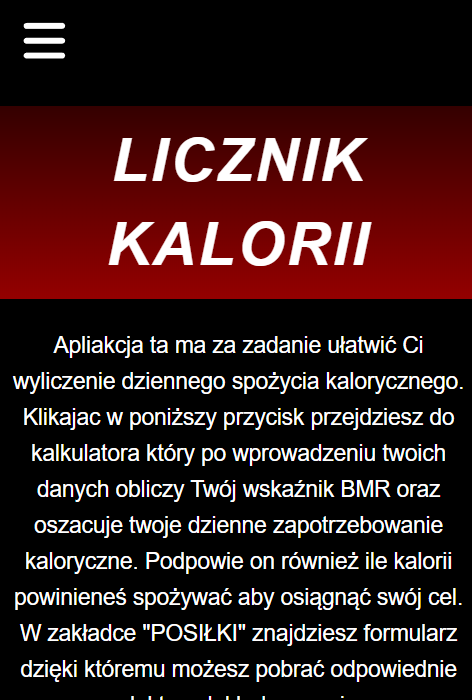 LICZNIK
KALORII
Apliakcja ta ma za zadanie ułatwić Ci
wyliczenie dziennego spożycia kalorycznego.
Klikajac w poniższy przycisk przejdziesz do
kalkulatora który po wprowadzeniu twoich
danych obliczy Twój wskaźnik BMR oraz
oszacuje twoje dzienne zapotrzebowanie
kaloryczne. Podpowie on również ile kalorii
powinieneś spożywać aby osiągnąć swój cel.
W zakładce "POSIŁKI" znajdziesz formularz
dzięki któremu możesz pobrać odpowiednie